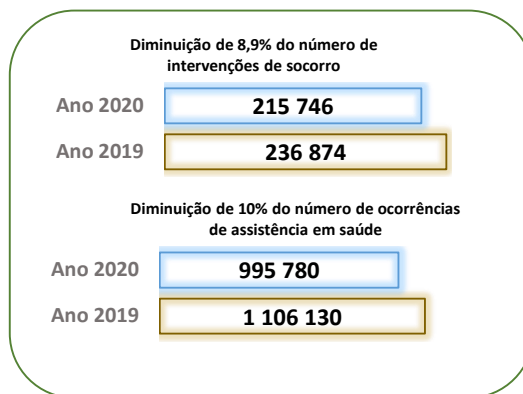 Diminuição de 8,9% do número de
intervenções de socorro
Ano 2020
215 746
Ano 2019
236 874
Diminuição de 10% do número de ocorrências
de assistência em saúde
Ano 2020
995 780
Ano 2019
1 106 130